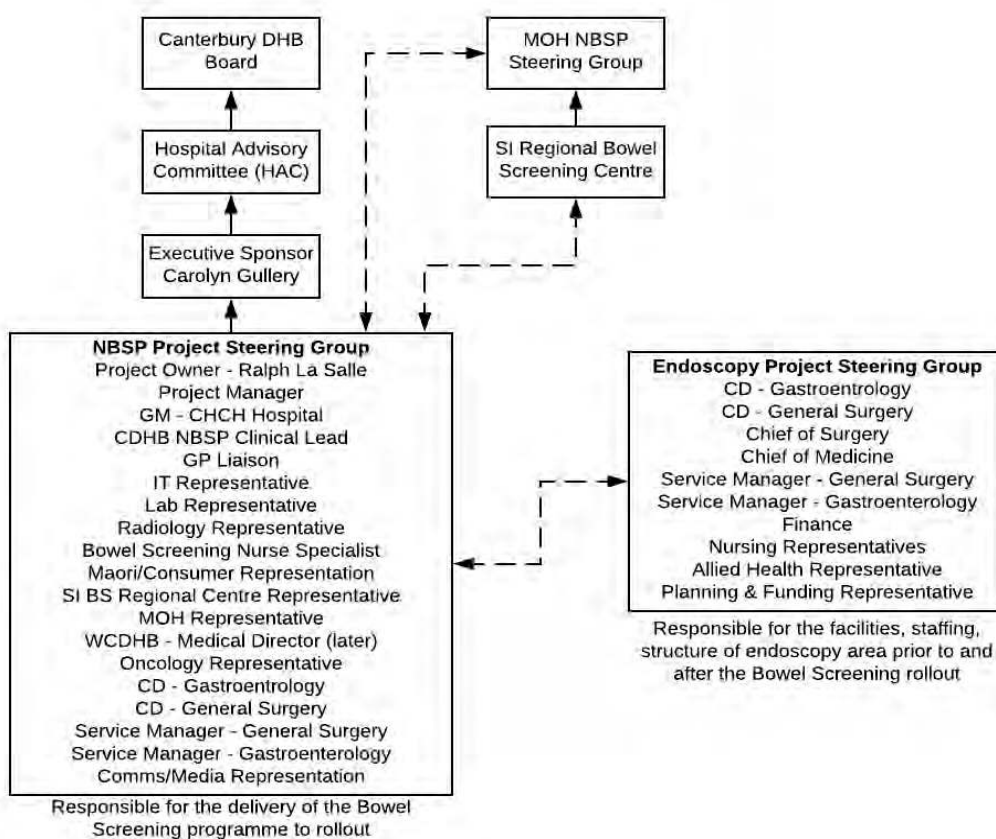 Canterbury DHB
Board
MOH NBSP
Steering Group
Hospital Advisory
Committee (HAC)
SI Regional Bowel
Screening Centre
Executive Sponsor
Carolyn Gullery
NBSP Project Steering Group
Project Owner - Ralph La Salle
Project Manager
GM - CHCH Hospital
CDHB NBSP Clinical Lead
GP Liaison
IT Representative
Lab Representative
Radiology Representative
Bowel Screening Nurse Specialist
Maori/Consumer Representation
SI BS Regional Centre Representative
MOH Representative
WCDHB - Medical Director (later)
Oncology Representative
CD - Gastroentrology
CD - General Surgery
Service Manager - General Surgery
Service Manager - Gastroenterology
Comms/Media Representation
Responsible for the delivery of the Bowel
Screening programme to rollout
Endoscopy Project Steering Group
CD - Gastroentrology
CD - General Surgery
Chief of Surgery
Chief of Medicine
Service Manager - General Surgery
Service Manager - Gastroenterology
Finance
Nursing Representatives
Allied Health Representative
Planning & Funding Representative
Responsible for the facilities, staffing,
structure of endoscopy area prior to and
after the Bowel Screening rollout